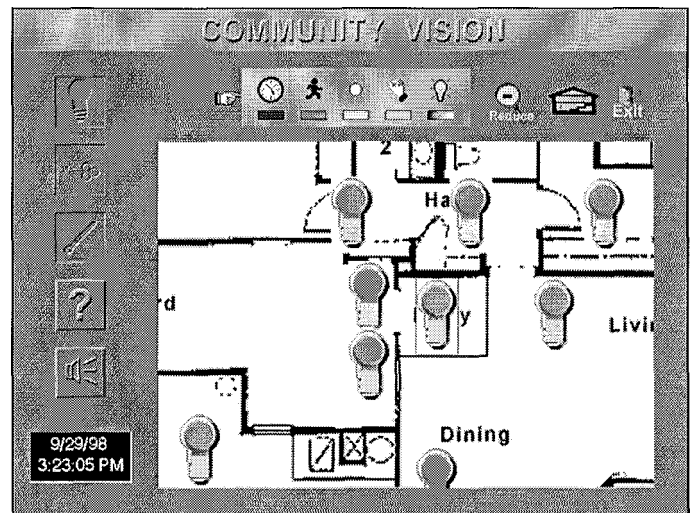 COMMUNITY VISION
Reduce
Exit
2
Ha
rd
y
Livi
Dining
?
9/29/98
3:23:05 PM